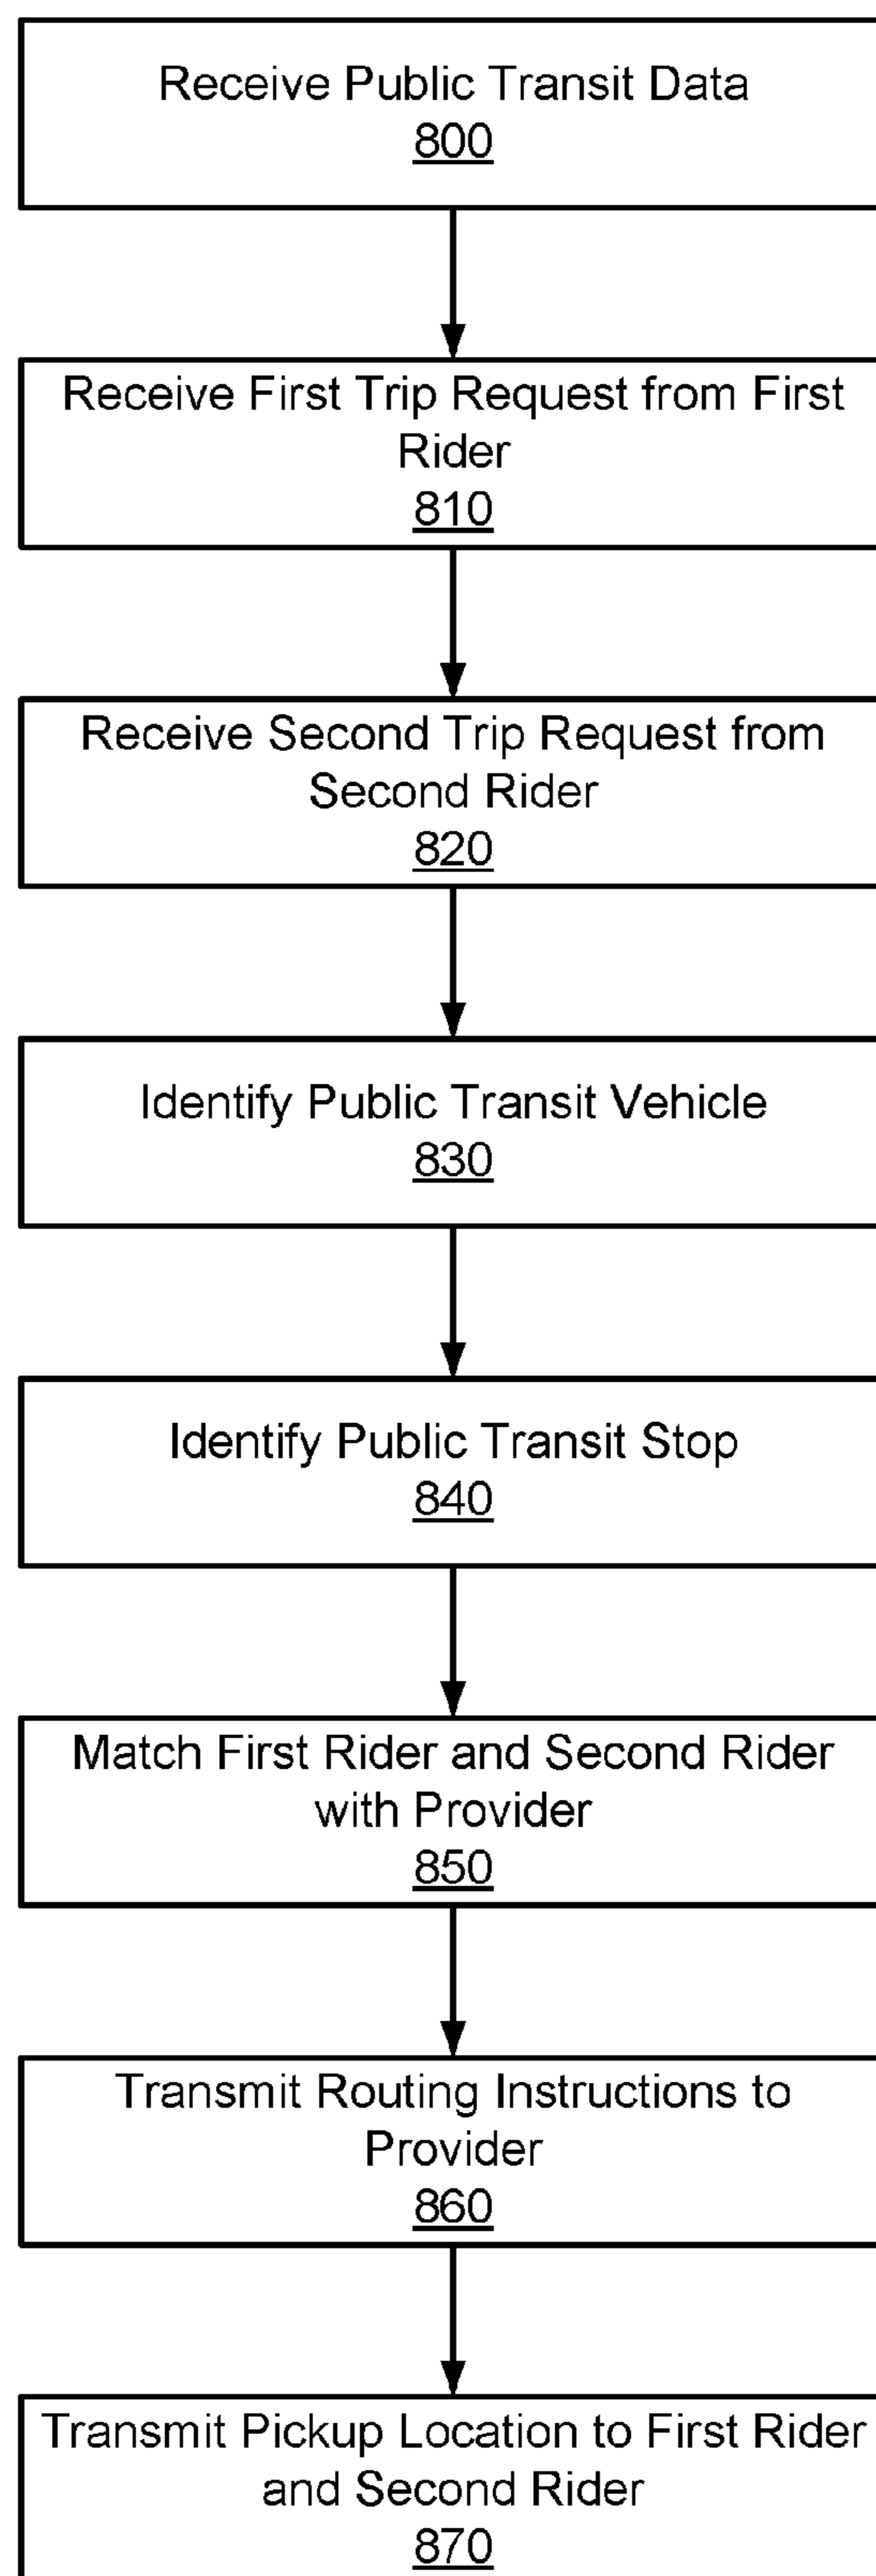 Receive Public Transit Data
800
Receive First Trip Request from First
Rider
810
Receive Second Trip Request from
Second Rider
820
Identify Public Transit Vehicle
830
Identify Public Transit Stop
840
Match First Rider and Second Rider
with Provider
850
Transmit Routing Instructions to
Provider
860
Transmit Pickup Location to First Rider
and Second Rider
870